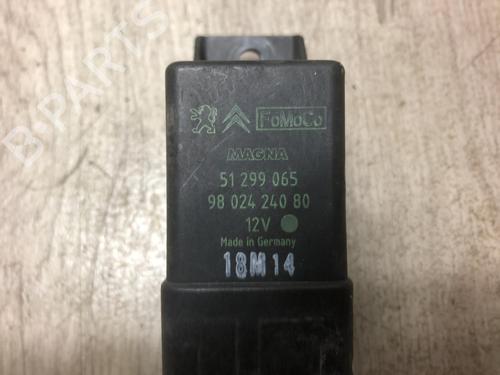 FoMoCo
MAGNA
51 299 065
98 024 240 80
12V
Made in Germany
18M14
B-PARTS